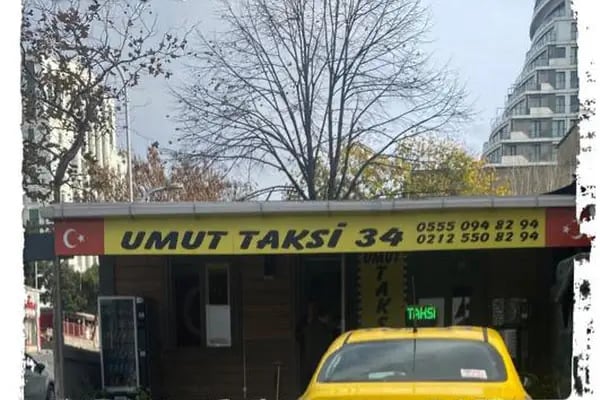 UMUT TAKSİ 34
0555 094 82 94
0212 550 82 94
UMUT
TAKSİ
TAKSİ